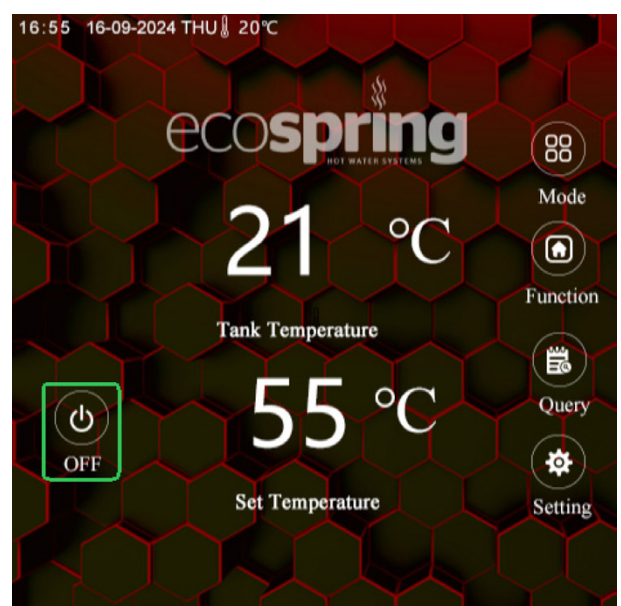 16:55 16-09-2024 THU 20℃
ecospring
HOT WATER SYSTEMS
Mode
21 °C
Function
Tank Temperature
55 °C
Query
OFF
Set Temperature
Setting